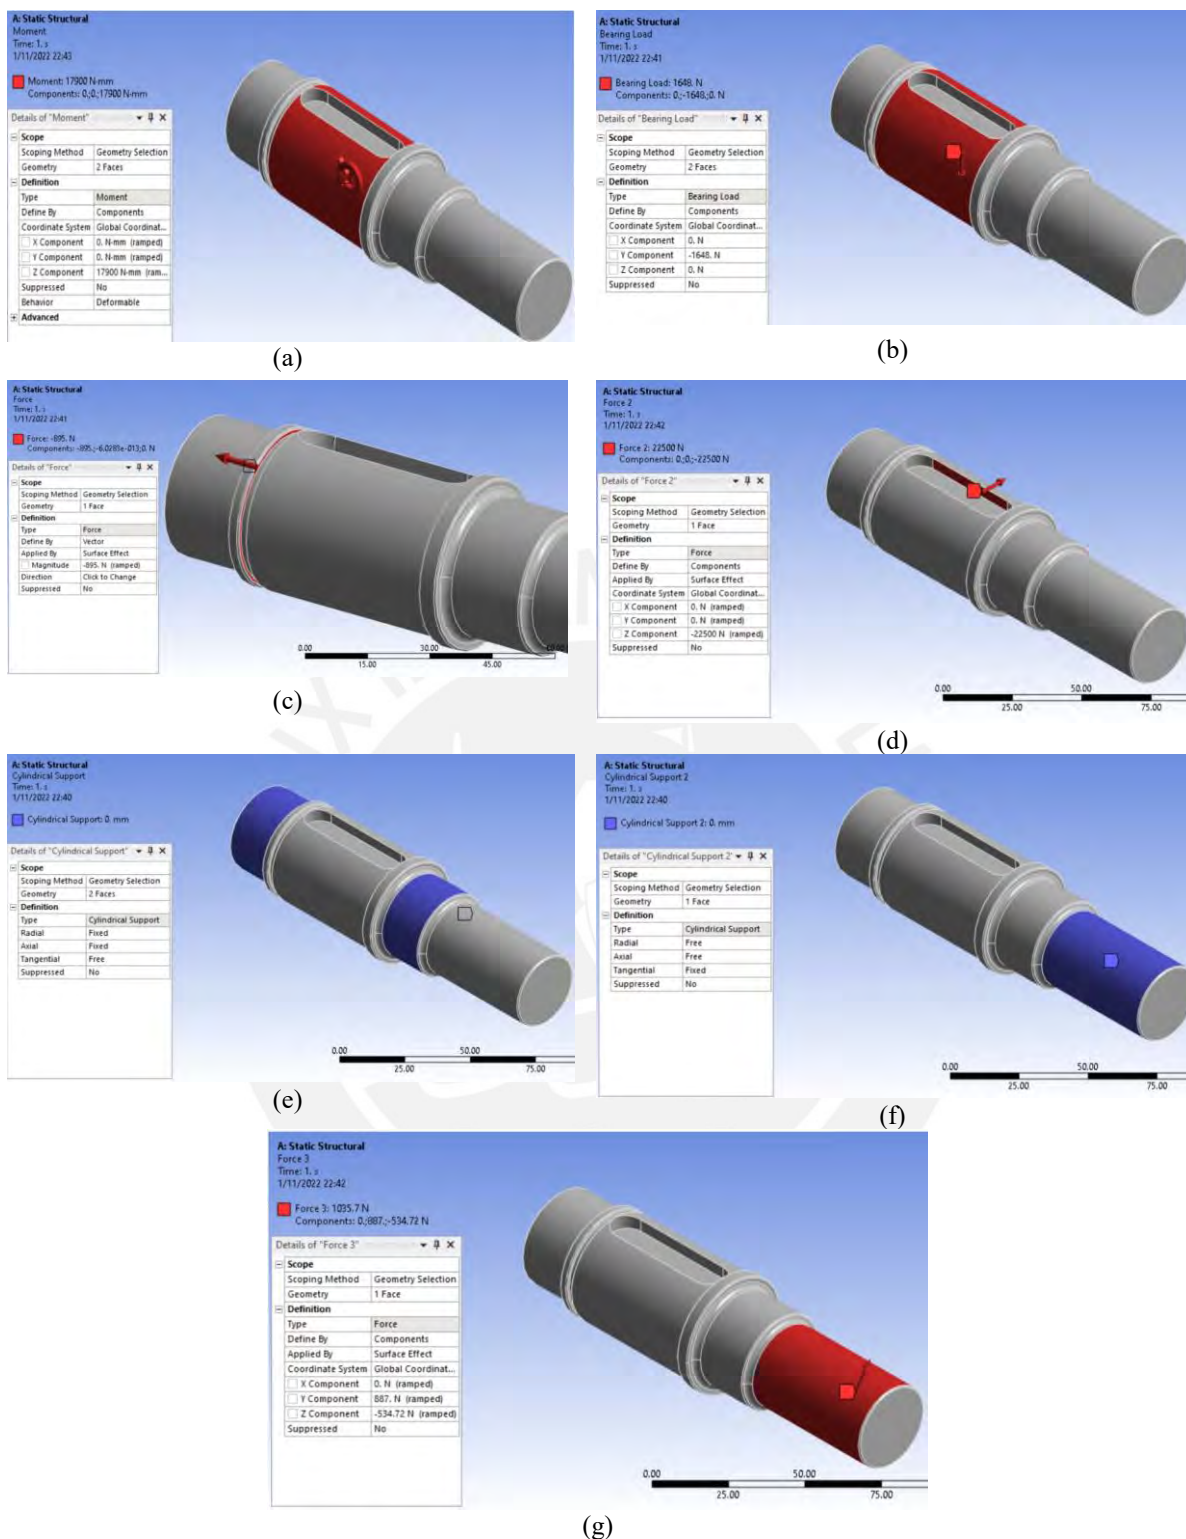 A: Static Structural
Moment
Time: 1. s
1/11/2022 22:43
Moment: 17900 N·mm
Components: 0.;0.;17900 N·mm
Details of "Moment"
Scope
Scoping Method Geometry Selection
Geometry 2 Faces
Definition
Type Moment
Define By Components
Coordinate System Global Coordinat...
X Component 0. N·mm (ramped)
Y Component 0. N·mm (ramped)
Z Component 17900 N·mm (ram...
Suppressed No
Behavior Deformable
Advanced
(a)
A: Static Structural
Bearing Load
Time: 1. s
1/11/2022 22:41
Bearing Load: 1648. N
Components: 0.;-1648.;0. N
Details of "Bearing Load"
Scope
Scoping Method Geometry Selection
Geometry 2 Faces
Definition
Type Bearing Load
Define By Components
Coordinate System Global Coordinat...
X Component 0. N
Y Component -1648. N
Z Component 0. N
Suppressed No
(b)
A: Static Structural
Force
Time: 1. s
1/11/2022 22:41
Force: -895. N
Components: -895.;-6.0285e-013;0. N
Details of "Force"
Scope
Scoping Method Geometry Selection
Geometry 1 Face
Definition
Type Force
Define By Vector
Applied By Surface Effect
Magnitude -895. N (ramped)
Direction Click to Change
Suppressed No
0.00 30.00 60.00
15.00 45.00
(c)
A: Static Structural
Force 2
Time: 1. s
1/11/2022 22:42
Force 2: 22500 N
Components: 0.;0.;-22500 N
Details of "Force 2"
Scope
Scoping Method Geometry Selection
Geometry 1 Face
Definition
Type Force
Define By Components
Applied By Surface Effect
Coordinate System Global Coordinat...
X Component 0. N (ramped)
Y Component 0. N (ramped)
Z Component -22500 N (ramped)
Suppressed No
0.00 50.00
25.00 75.00
(d)
A: Static Structural
Cylindrical Support
Time: 1. s
1/11/2022 22:40
Cylindrical Support: 0. mm
Details of "Cylindrical Support"
Scope
Scoping Method Geometry Selection
Geometry 2 Faces
Definition
Type Cylindrical Support
Radial Fixed
Axial Fixed
Tangential Free
Suppressed No
0.00 50.00
25.00 75.00
(e)
A: Static Structural
Cylindrical Support 2
Time: 1. s
1/11/2022 22:40
Cylindrical Support 2: 0. mm
Details of "Cylindrical Support 2"
Scope
Scoping Method Geometry Selection
Geometry 1 Face
Definition
Type Cylindrical Support
Radial Free
Axial Free
Tangential Fixed
Suppressed No
0.00 50.00
25.00 75.00
(f)
A: Static Structural
Force 3
Time: 1. s
1/11/2022 22:42
Force 3: 1035.7 N
Components: 0.;887.;-534.72 N
Details of "Force 3"
Scope
Scoping Method Geometry Selection
Geometry 1 Face
Definition
Type Force
Define By Components
Applied By Surface Effect
Coordinate System Global Coordinat...
X Component 0. N (ramped)
Y Component 887. N (ramped)
Z Component -534.72 N (ramped)
Suppressed No
0.00 50.00
25.00 75.00
(g)